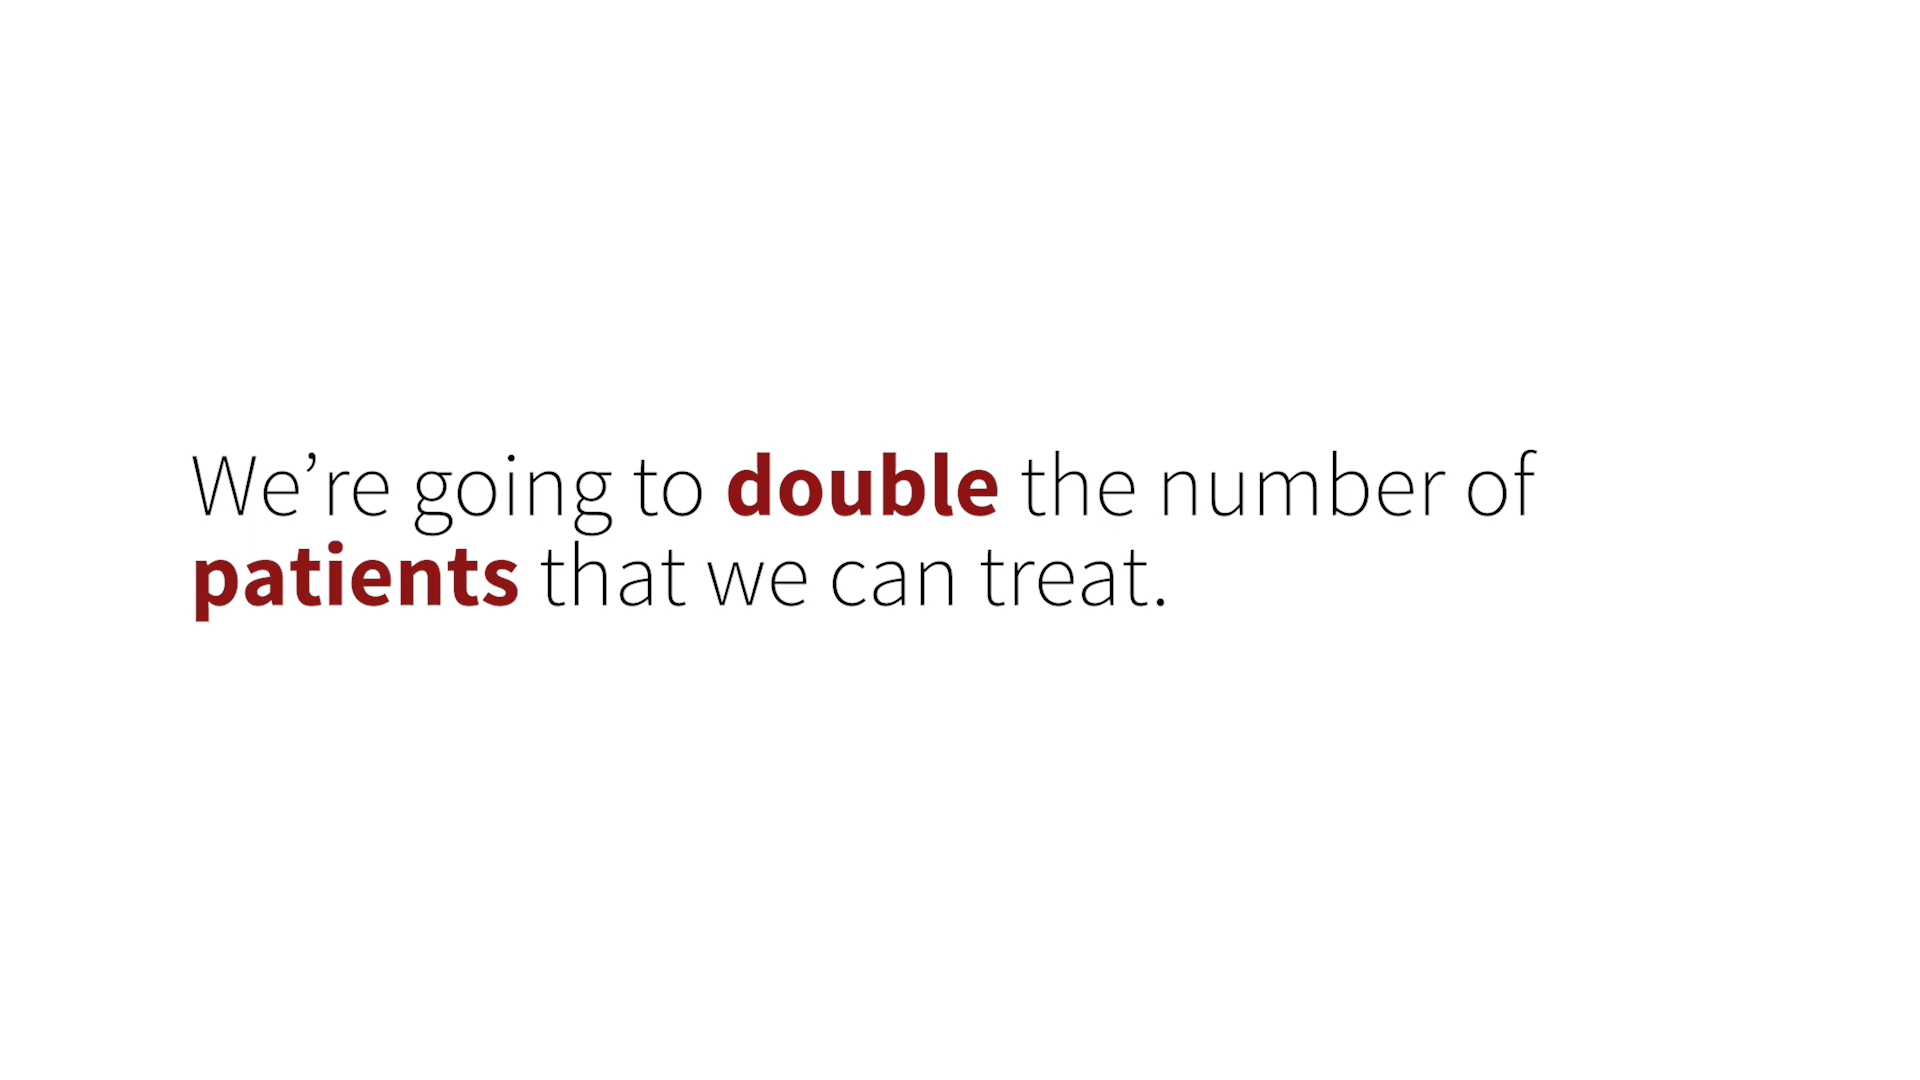 We’re going to double the number of
patients that we can treat.